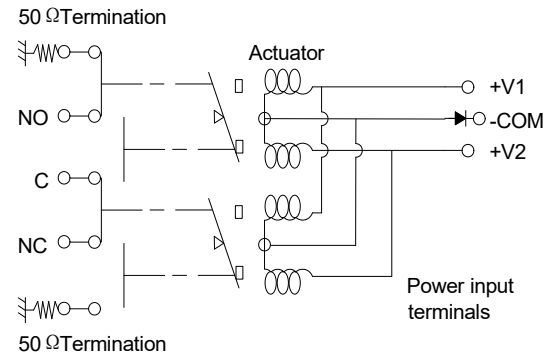 50 ΩTermination
Actuator
+V1
NO
-COM
+V2
C
NC
Power input
terminals
50 ΩTermination